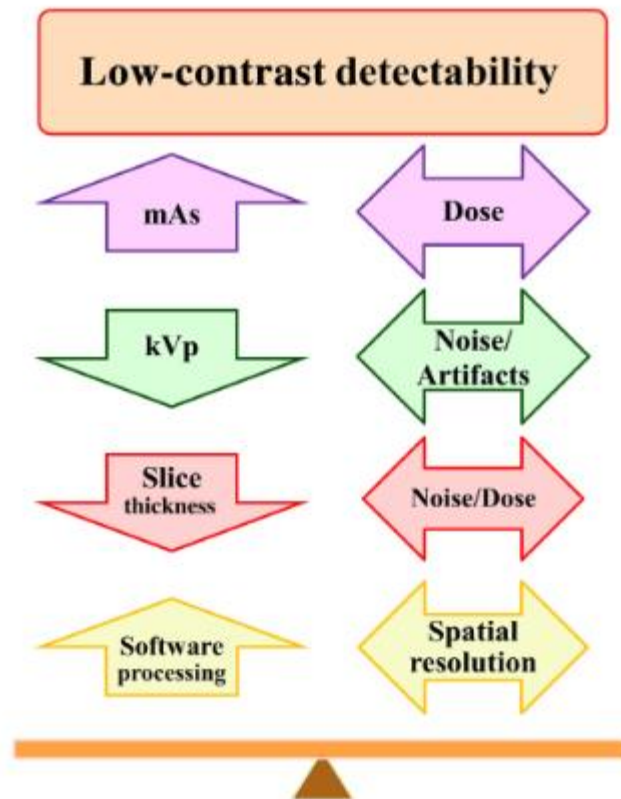 Low-contrast detectability
mAs
Dose
kVp
Noise/
Artifacts
Slice
thickness
Noise/Dose
Software
processing
Spatial
resolution